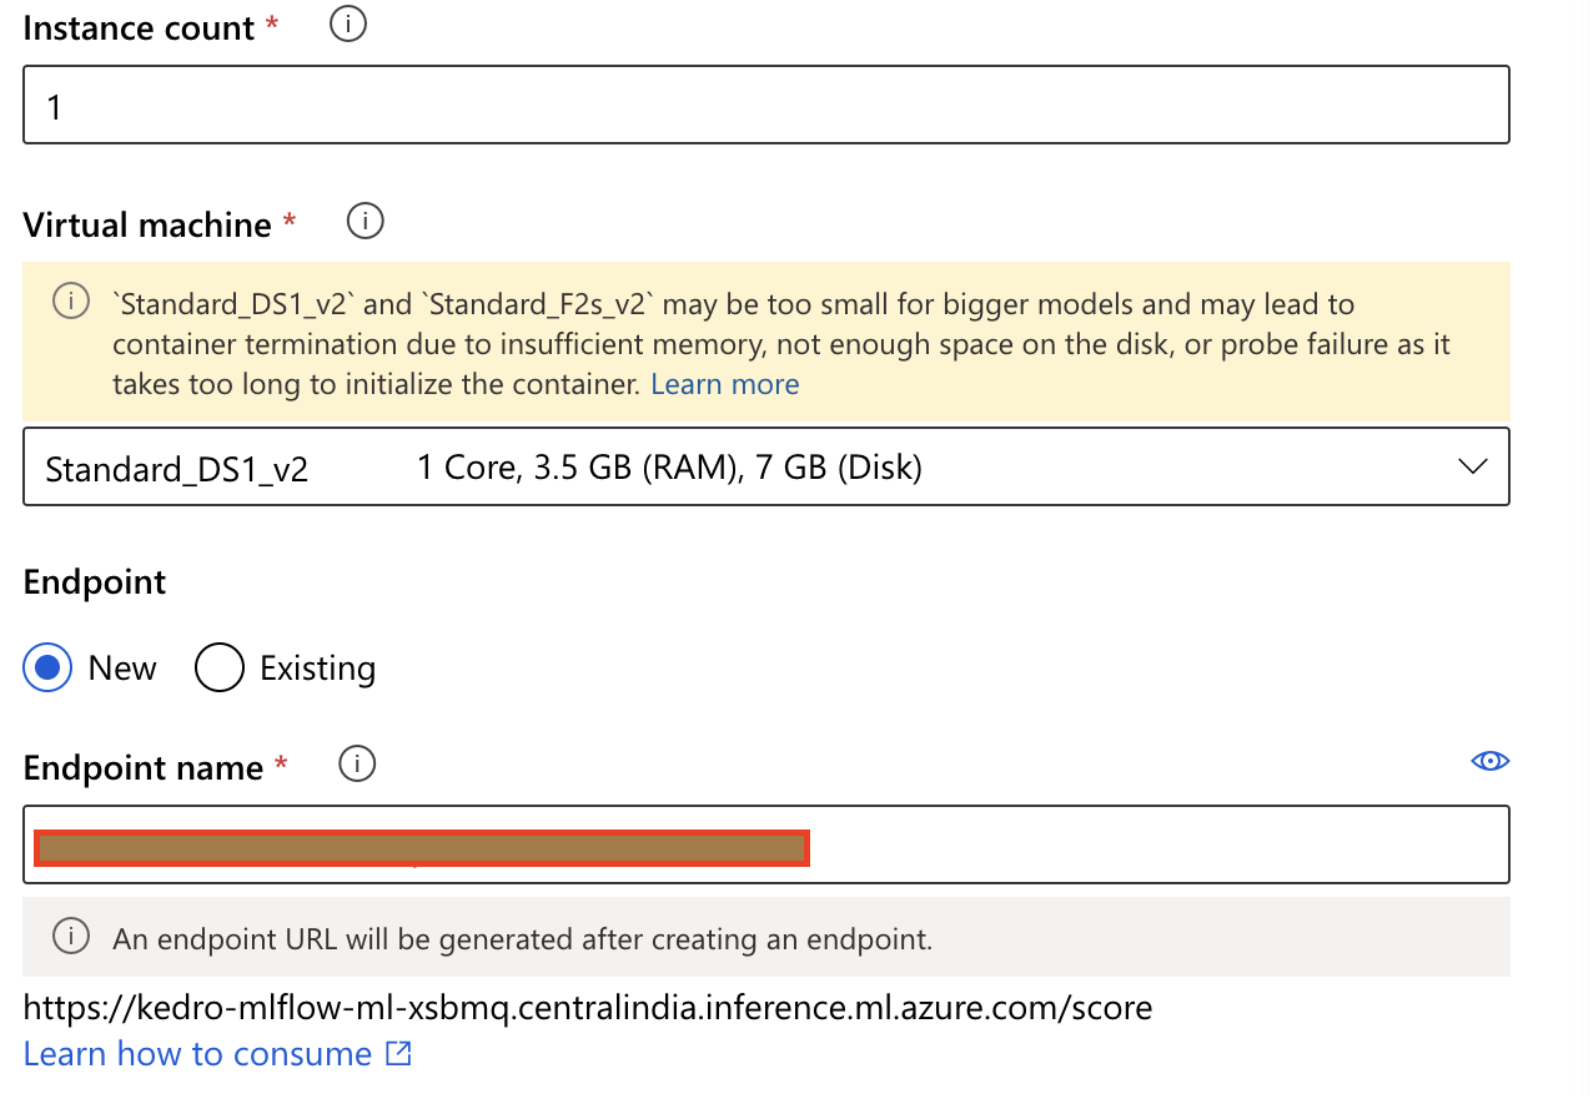 Instance count *
1
Virtual machine *
`Standard_DS1_v2` and `Standard_F2s_v2` may be too small for bigger models and may lead to
container termination due to insufficient memory, not enough space on the disk, or probe failure as it
takes too long to initialize the container. Learn more
Standard_DS1_v2 1 Core, 3.5 GB (RAM), 7 GB (Disk)
Endpoint
New Existing
Endpoint name *
An endpoint URL will be generated after creating an endpoint.
https://kedro-mlflow-ml-xsbmq.centralindia.inference.ml.azure.com/score
Learn how to consume